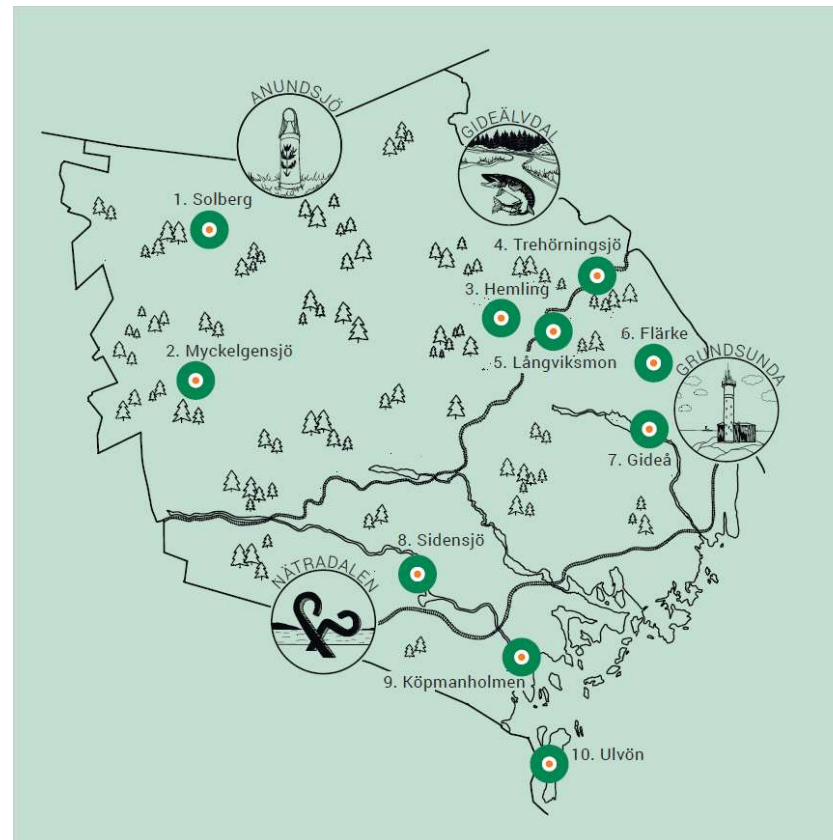 ANUNDSJÖ
GIDEÄLVDAL
1. Solberg
4. Trehörningsjö
3. Hemling
6. Flärke
5. Långviksmon
GRUNDSUNDA
2. Myckelgensjö
7. Gideå
8. Sidensjö
NÄTRADALEN
9. Köpmanholmen
10. Ulvön